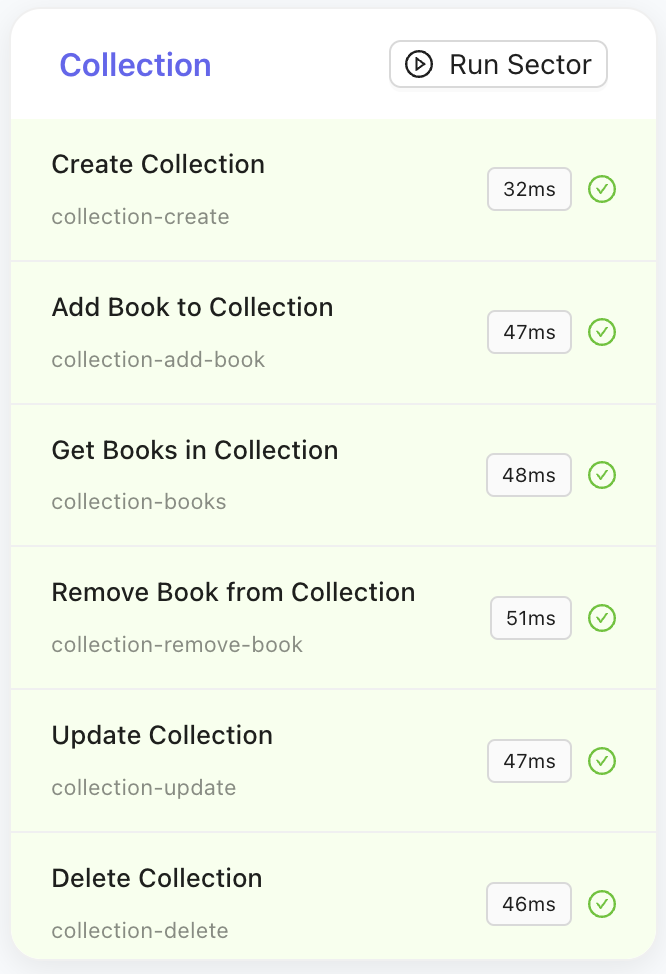 Collection
Run Sector
Create Collection
32ms
collection-create
Add Book to Collection
47ms
collection-add-book
Get Books in Collection
48ms
collection-books
Remove Book from Collection
51ms
collection-remove-book
Update Collection
47ms
collection-update
Delete Collection
46ms
collection-delete